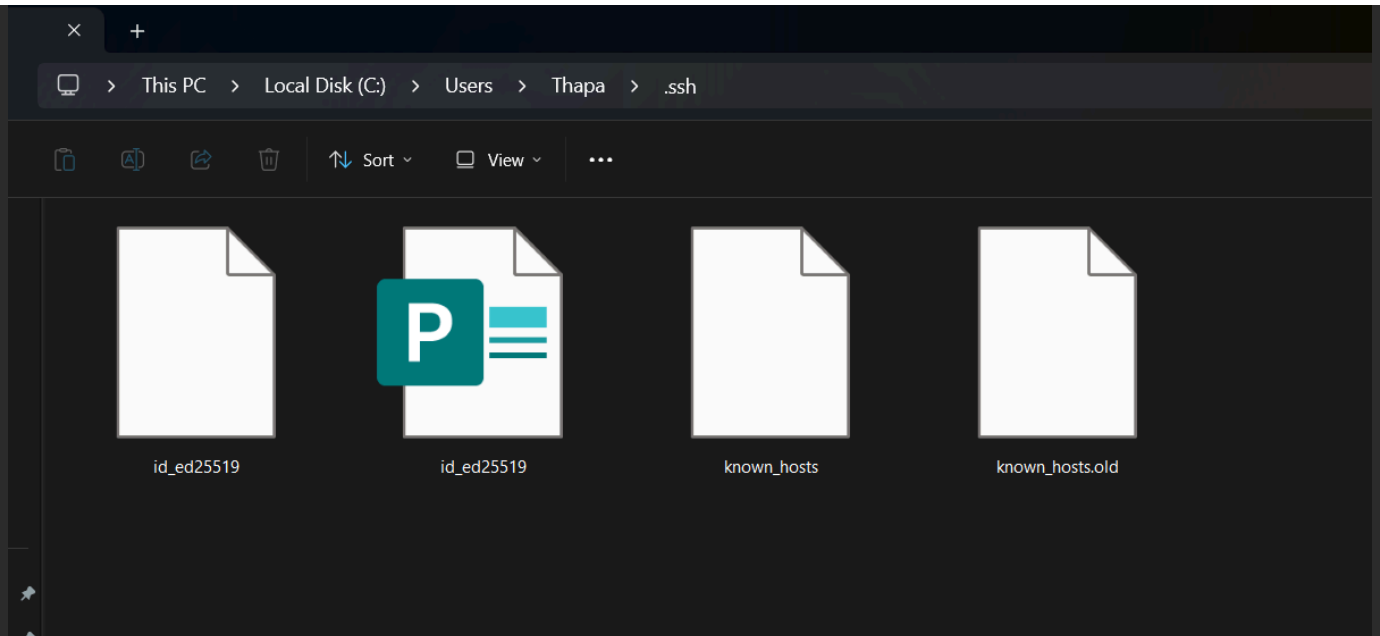 This PC > Local Disk (C:) > Users > Thapa > .ssh
Sort View
P
id_ed25519 id_ed25519 known_hosts known_hosts.old